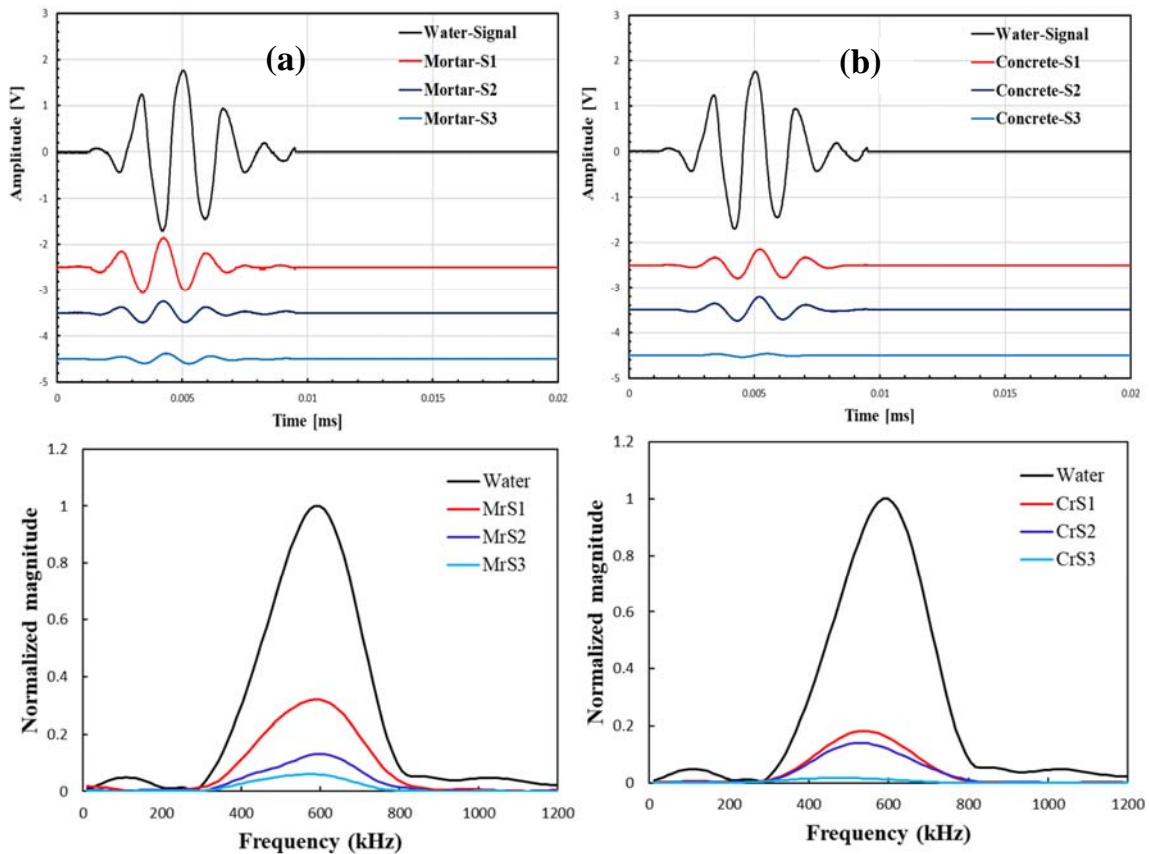 (a)
Water-Signal
Mortar-S1
Mortar-S2
Mortar-S3
Amplitude [V]
3
2
1
0
-1
-2
-3
-4
-5
0
0.005
0.01
0.015
0.02
Time [ms]
(b)
Water-Signal
Concrete-S1
Concrete-S2
Concrete-S3
Amplitude [V]
3
2
1
0
-1
-2
-3
-4
-5
0
0.005
0.01
0.015
0.02
Time [ms]
Water
MrS1
MrS2
MrS3
Normalized magnitude
1.2
1
0.8
0.6
0.4
0.2
0
0
200
400
600
800
1000
1200
Frequency (kHz)
Water
CrS1
CrS2
CrS3
Normalized magnitude
1.2
1
0.8
0.6
0.4
0.2
0
0
200
400
600
800
1000
1200
Frequency (kHz)